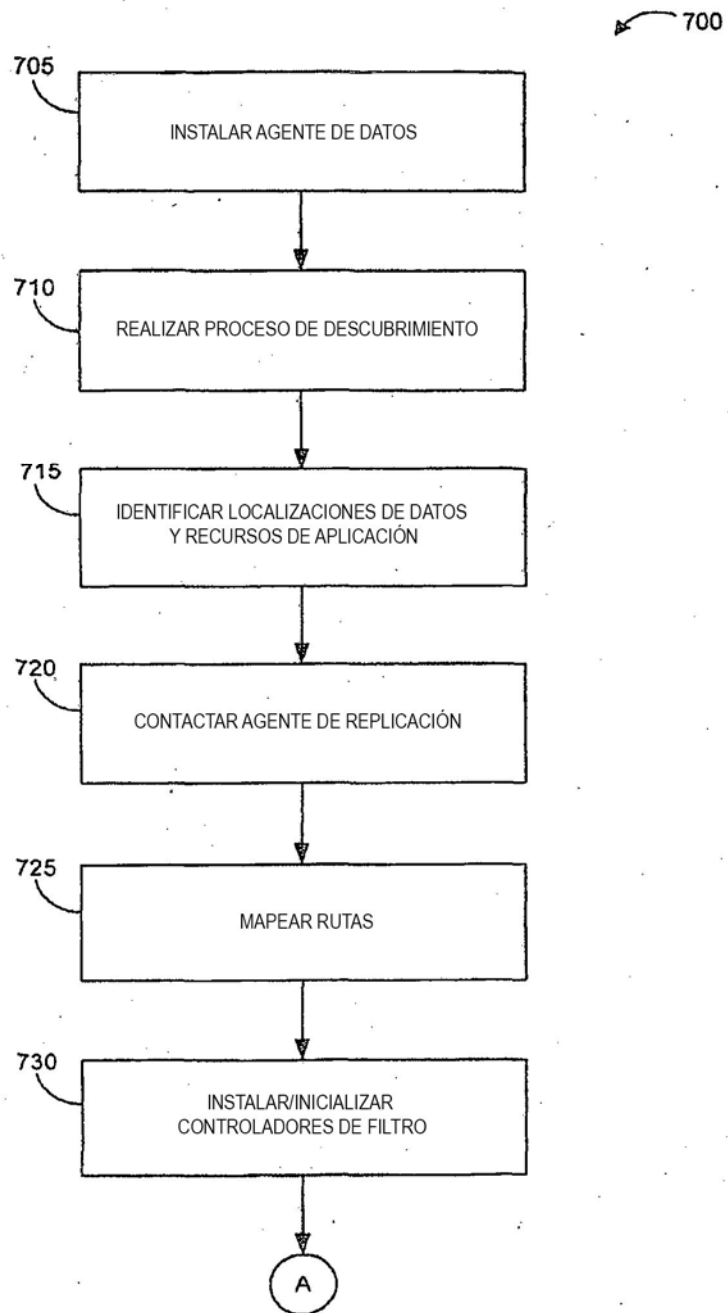 700
705
INSTALAR AGENTE DE DATOS
710
REALIZAR PROCESO DE DESCUBRIMIENTO
715
IDENTIFICAR LOCALIZACIONES DE DATOS
Y RECURSOS DE APLICACIÓN
720
CONTACTAR AGENTE DE REPLICACIÓN
725
MAPEAR RUTAS
730
INSTALAR/INICIALIZAR
CONTROLADORES DE FILTRO
A